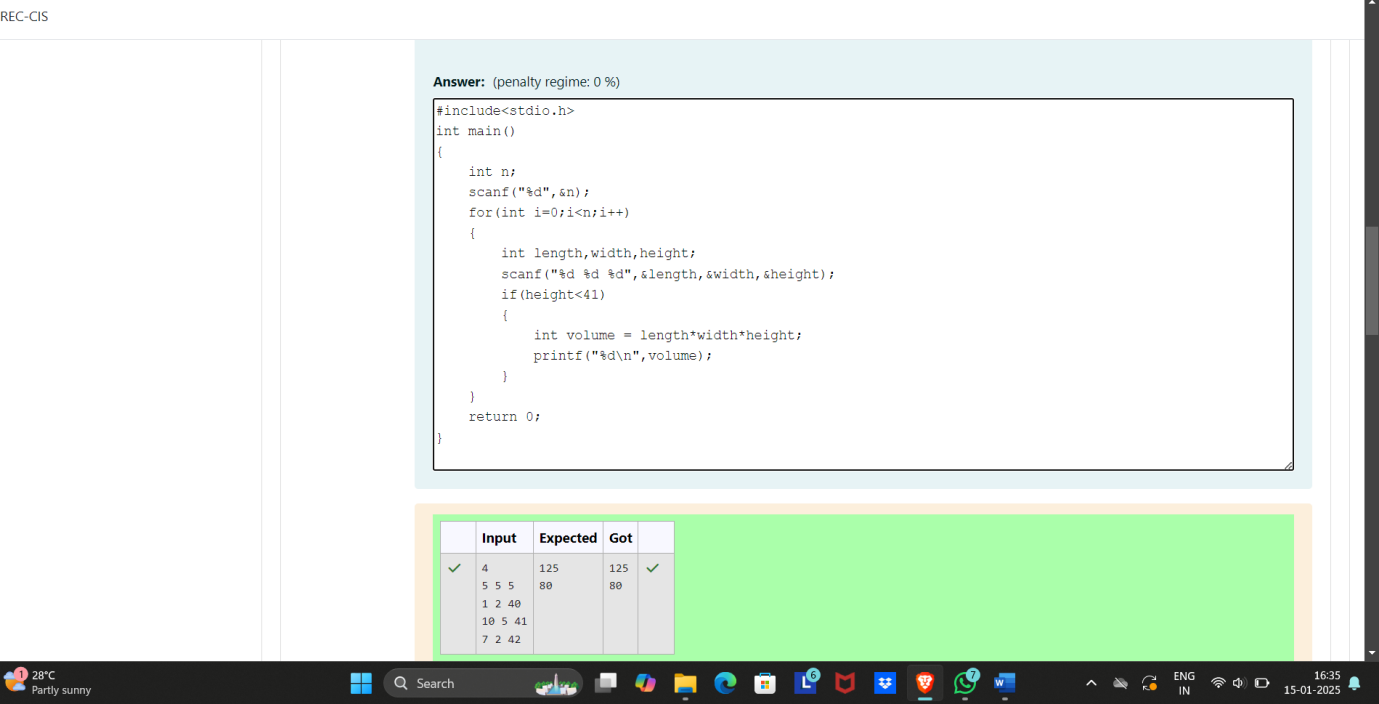 REC-CIS
Answer: (penalty regime: 0 %)
#include<stdio.h>
int main()
{
    int n;
    scanf("%d",&n);
    for(int i=0;i<n;i++)
    {
        int length,width,height;
        scanf("%d %d %d",&length,&width,&height);
        if(height<41)
        {
            int volume = length*width*height;
            printf("%d\n",volume);
        }
    }
    return 0;
}
Input Expected Got
4 125 125
5 5 5 80 80
1 2 40
10 5 41
7 2 42
1 28°C
Partly sunny
Search
6
7
ENG
IN
16:35
15-01-2025